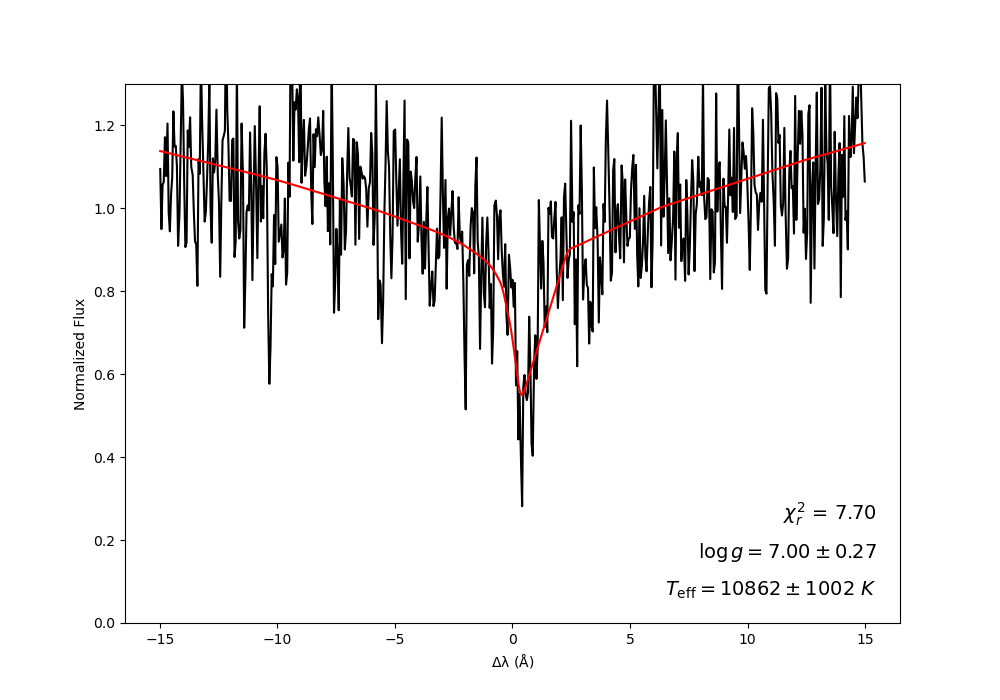 1.2
1.0
0.8
0.6
0.4
0.2
0.0
Normalized Flux
χ²ᵣ = 7.70
log g = 7.00 ± 0.27
T_eff = 10862 ± 1002 K
−15 −10 −5 0 5 10 15
Δλ (Å)